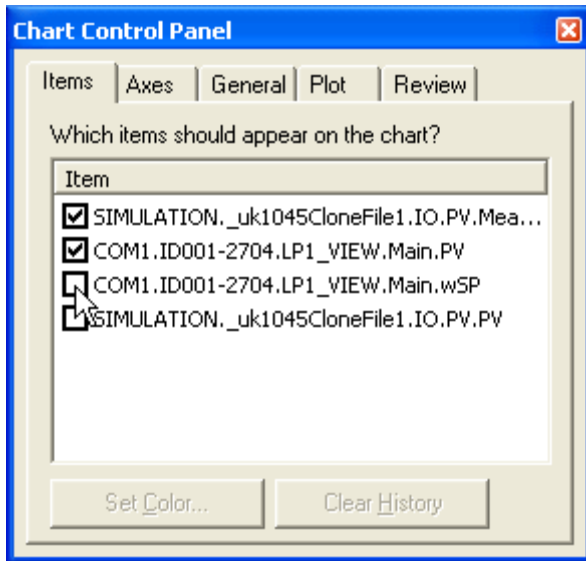 Chart Control Panel
Items Axes General Plot Review
Which items should appear on the chart?
Item
SIMULATION._uk1045CloneFile1.IO.PV.Mea...
COM1.ID001-2704.LP1_VIEW.Main.PV
COM1.ID001-2704.LP1_VIEW.Main.wSP
SIMULATION._uk1045CloneFile1.IO.PV.PV
Set Color... Clear History